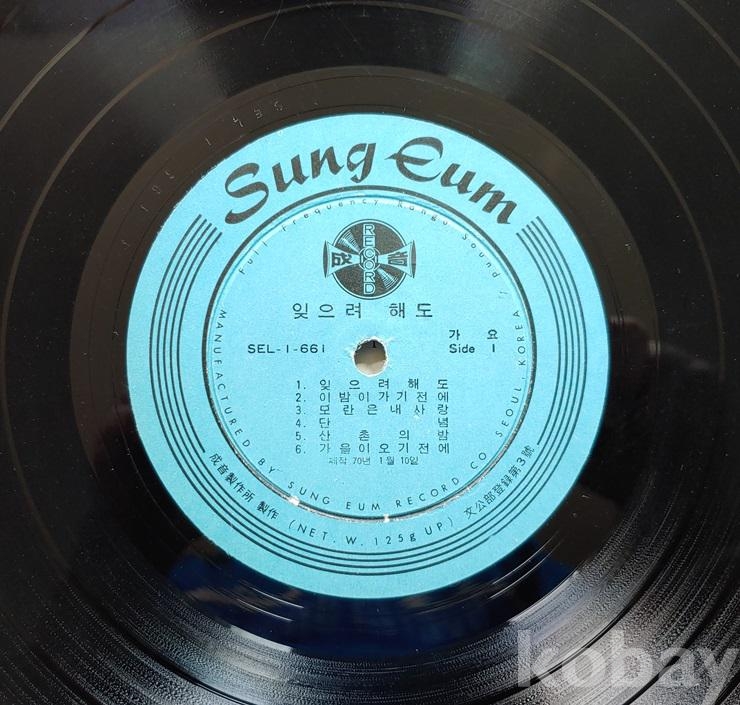 Sung Eum
Full Frequency Range Sound
成 RECORD 音
잊으려 해도
SEL-1-661
가 요
Side 1
1. 잊으려해도
2. 이밤이가기전에
3. 모란은내사랑
4. 단 념
5. 산 촌 의 밤
6. 가을이오기전에
제작 70년 1월 10일
MANUFACTURED BY SUNG EUM RECORD CO. SEOUL, KOREA
成音製作所 製作 (NET. W. 125g UP.) 文公部登録第3號
kobay